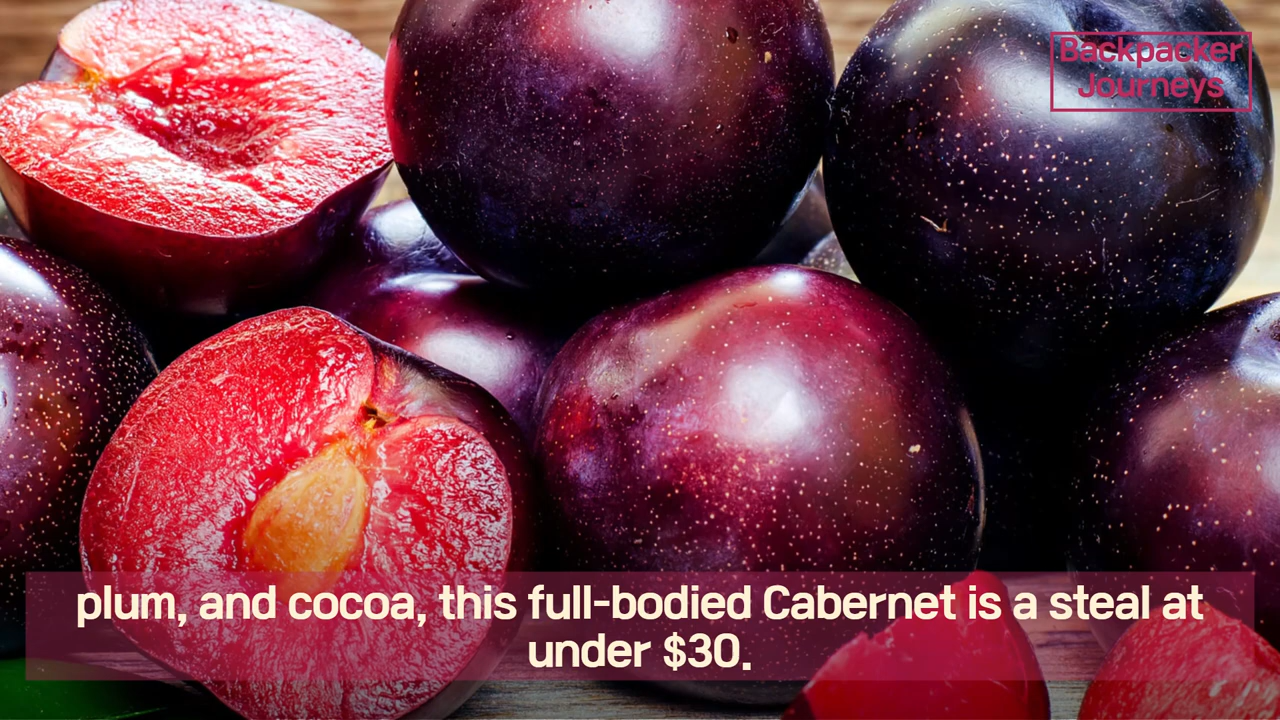 Backpacker
Journeys
plum, and cocoa, this full-bodied Cabernet is a steal at
under $30.